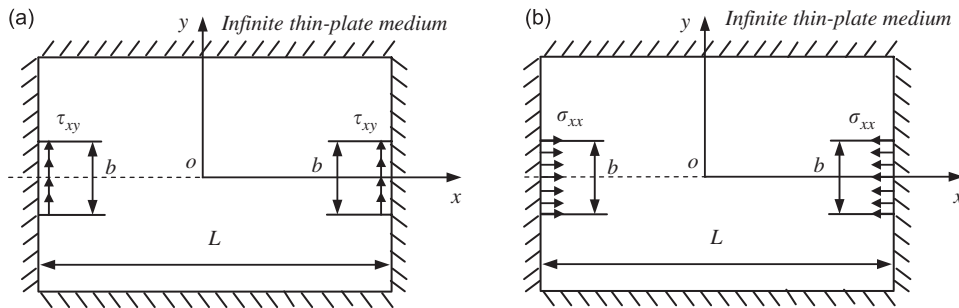 (a)
y
Infinite thin-plate medium
τxy
τxy
b
o
b
x
L
(b)
y
Infinite thin-plate medium
σxx
σxx
b
o
b
x
L